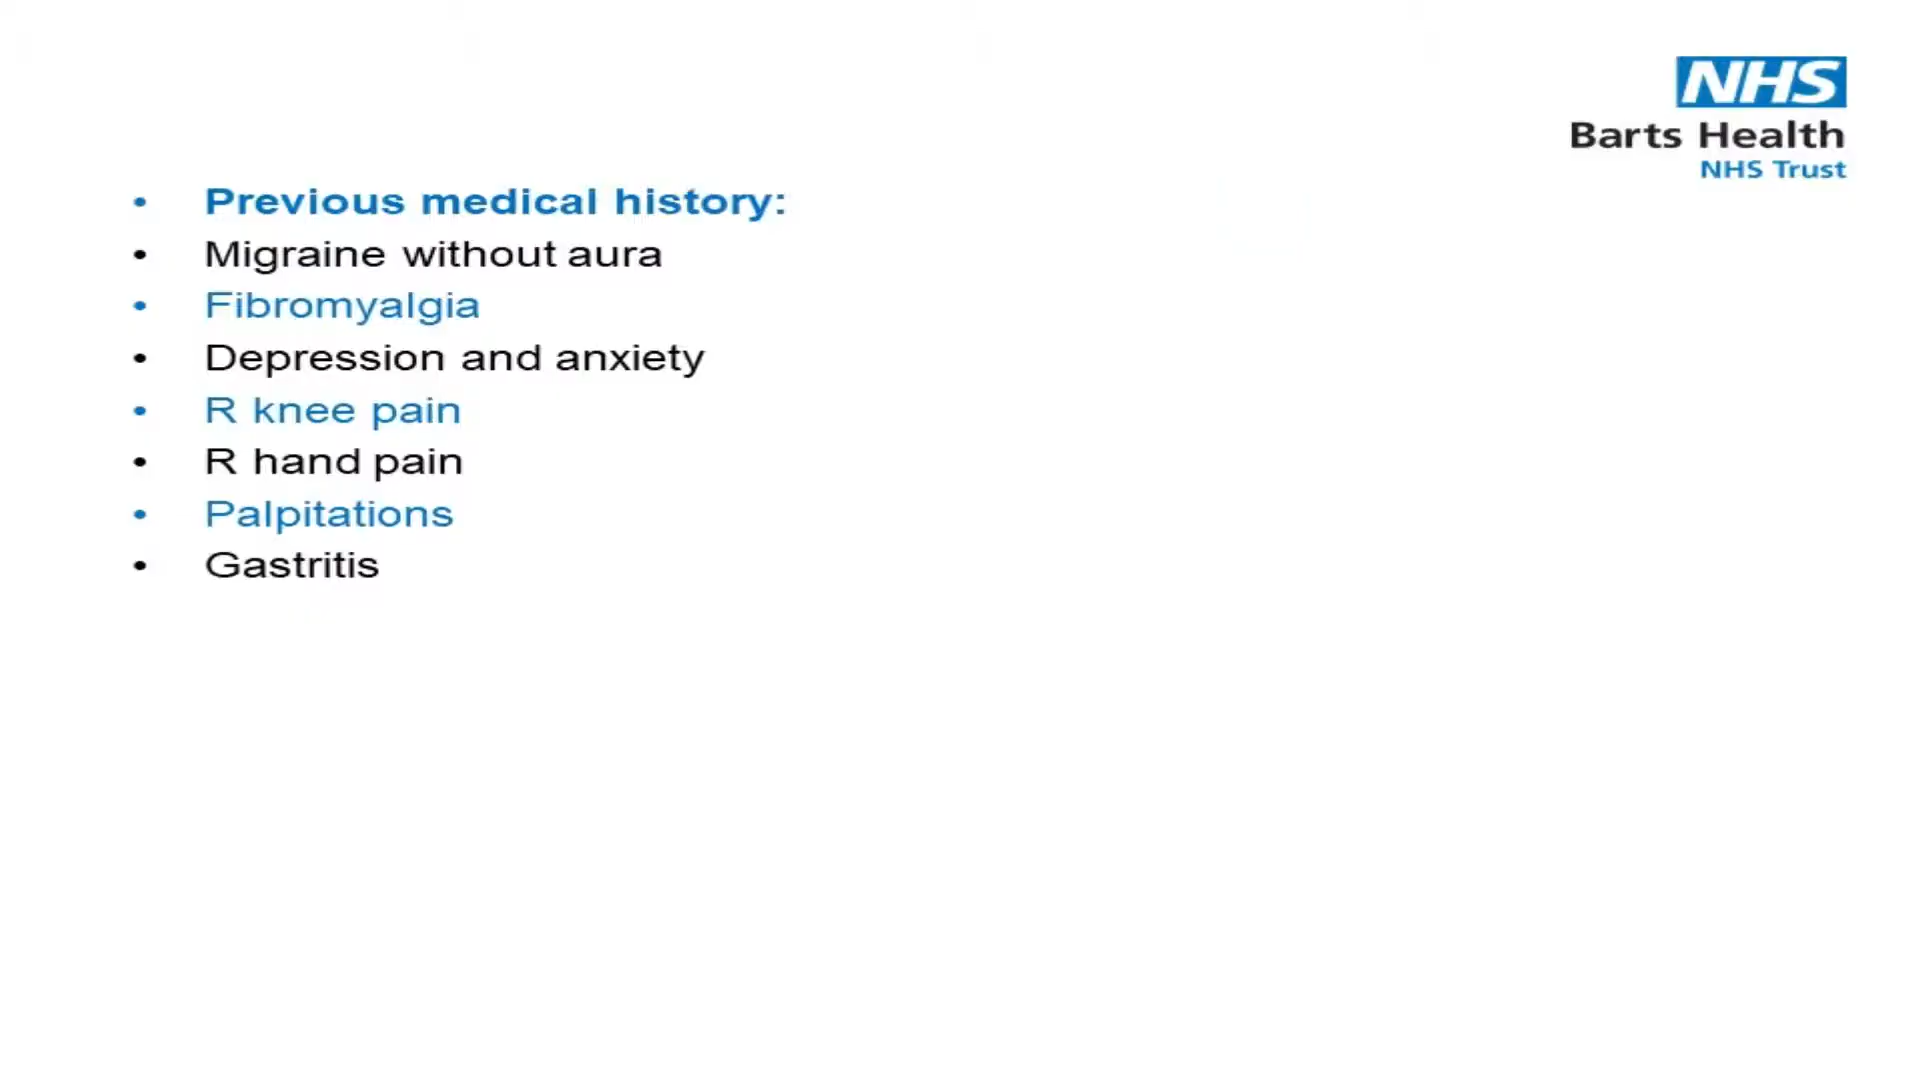 NHS
Barts Health
NHS Trust
• Previous medical history:
• Migraine without aura
• Fibromyalgia
• Depression and anxiety
• R knee pain
• R hand pain
• Palpitations
• Gastritis